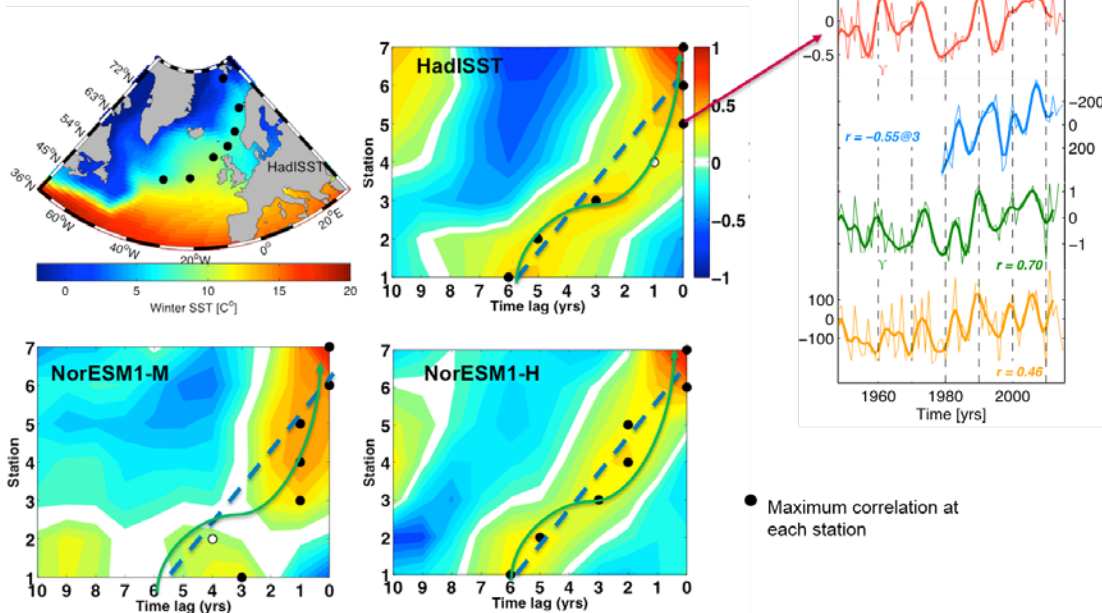 72°N
63°N
54°N
45°N
36°N
60°W
40°W
20°W
0°
20°E
HadISST
0 5 10 15 20
Winter SST [C⁰]
HadISST
Station
7
6
5
4
3
2
1
10 9 8 7 6 5 4 3 2 1 0
Time lag (yrs)
1
0.5
0
−0.5
−1
0
−0.5
r = −0.55@3
−200
0
200
1
0
−1
r = 0.70
100
0
−100
r = 0.46
1960 1980 2000
Time [yrs]
NorESM1-M
Station
7
6
5
4
3
2
1
10 9 8 7 6 5 4 3 2 1 0
Time lag (yrs)
NorESM1-H
Station
7
6
5
4
3
2
1
10 9 8 7 6 5 4 3 2 1 0
Time lag (yrs)
Maximum correlation at
each station